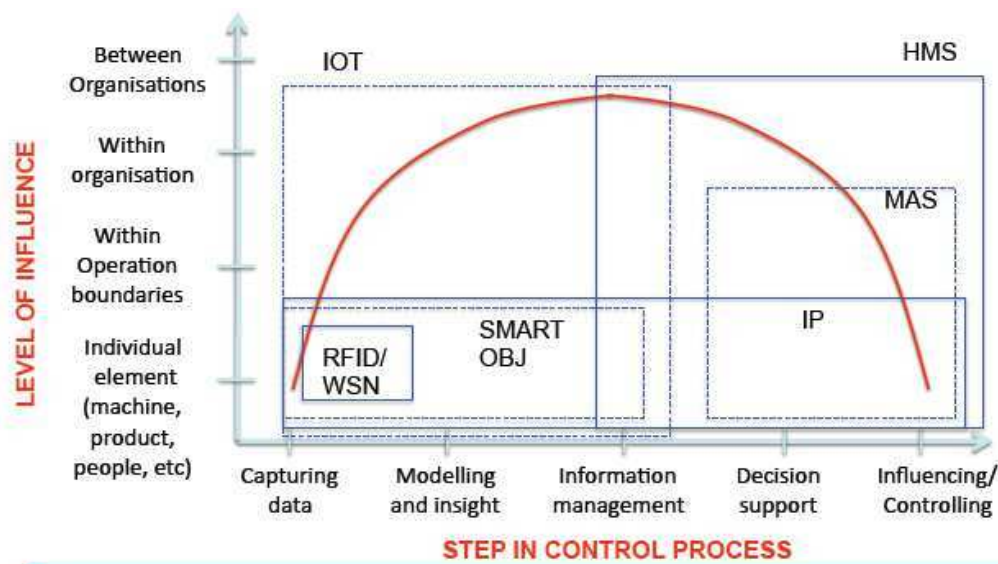 LEVEL OF INFLUENCE
Between
Organisations
Within
organisation
Within
Operation
boundaries
Individual
element
(machine,
product,
people, etc)
IOT
HMS
MAS
IP
SMART
OBJ
RFID/
WSN
Capturing
data
Modelling
and insight
Information
management
Decision
support
Influencing/
Controlling
STEP IN CONTROL PROCESS